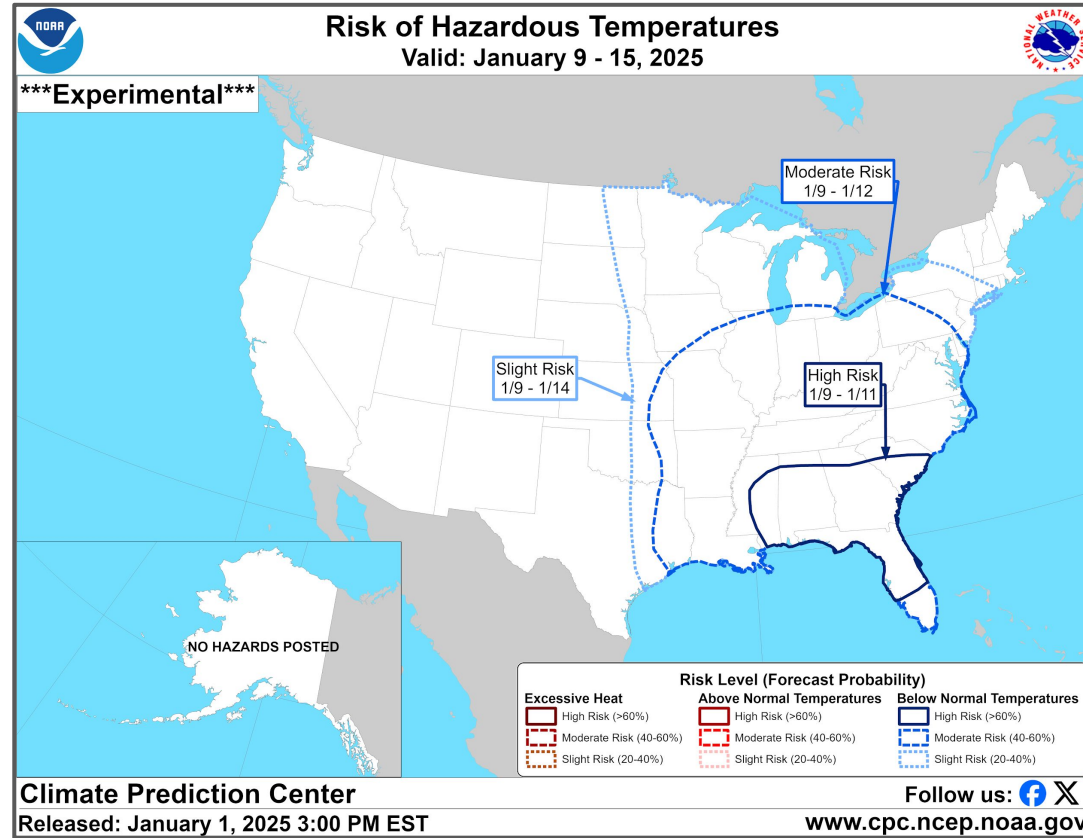 NOAA
Risk of Hazardous Temperatures
Valid: January 9 - 15, 2025
NATIONAL WEATHER SERVICE
***Experimental***
Moderate Risk
1/9 - 1/12
Slight Risk
1/9 - 1/14
High Risk
1/9 - 1/11
NO HAZARDS POSTED
Risk Level (Forecast Probability)
Excessive Heat
High Risk (>60%)
Moderate Risk (40-60%)
Slight Risk (20-40%)
Above Normal Temperatures
High Risk (>60%)
Moderate Risk (40-60%)
Slight Risk (20-40%)
Below Normal Temperatures
High Risk (>60%)
Moderate Risk (40-60%)
Slight Risk (20-40%)
Climate Prediction Center
Follow us:
Released: January 1, 2025 3:00 PM EST
www.cpc.ncep.noaa.gov